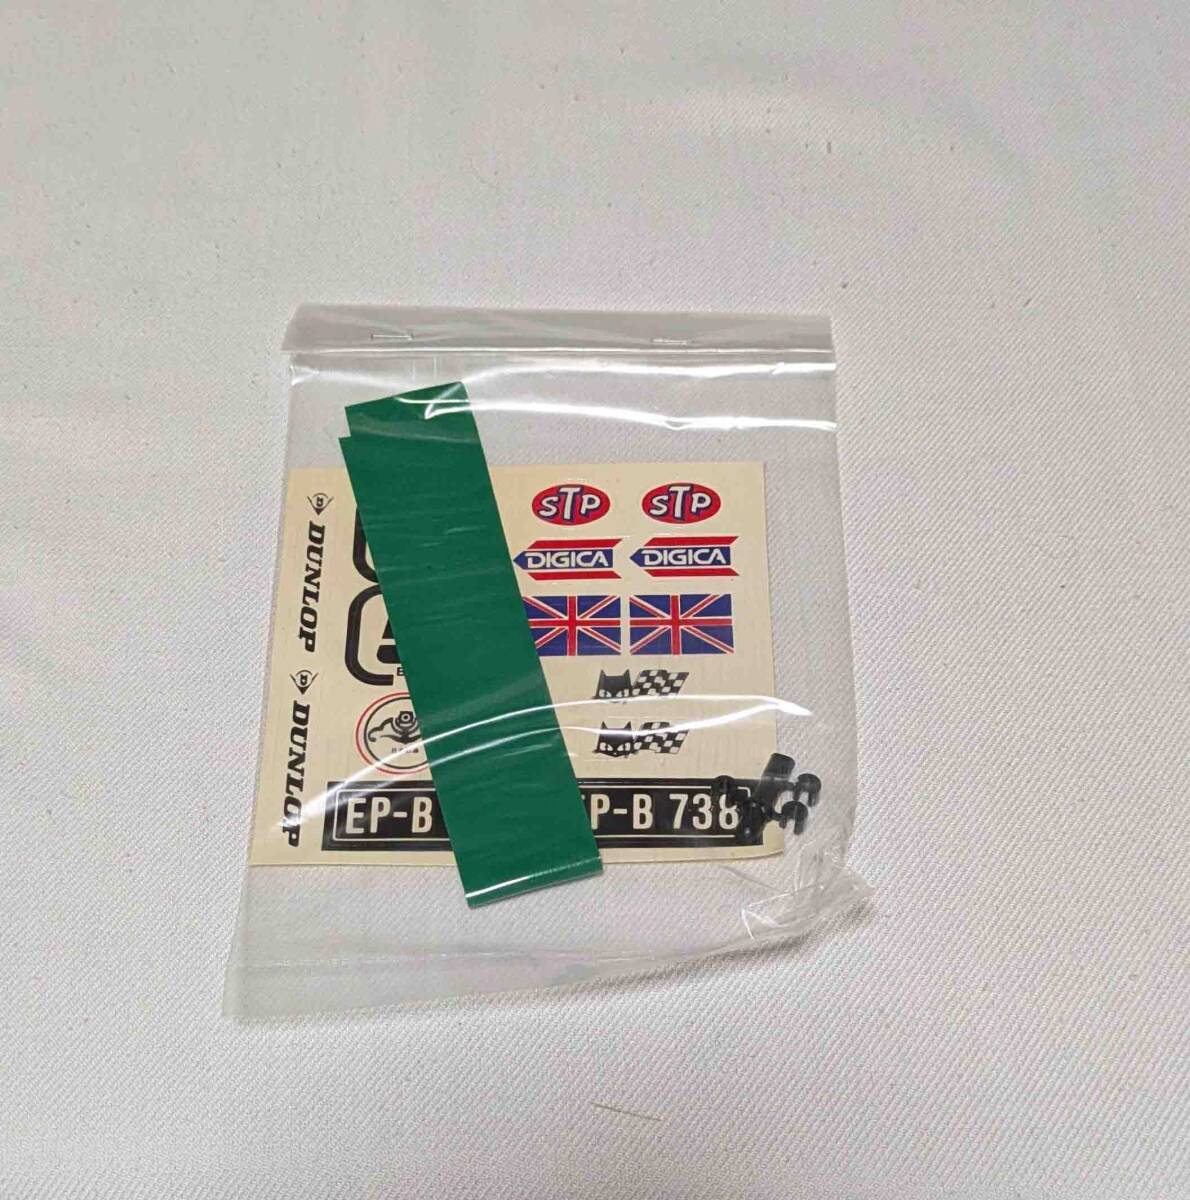 STP
STP
DIGICA
DIGICA
DUNLOP
DUNLOP
EP-B
P-B 738